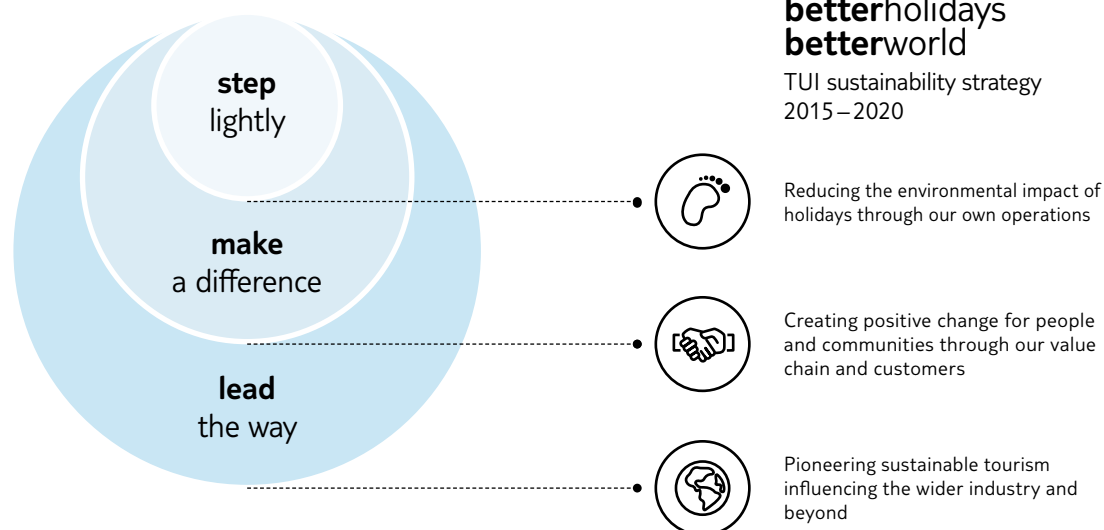 betterholidays
betterworld
TUI sustainability strategy
2015–2020
step
lightly
Reducing the environmental impact of
holidays through our own operations
make
a difference
Creating positive change for people
and communities through our value
chain and customers
lead
the way
Pioneering sustainable tourism
influencing the wider industry and
beyond